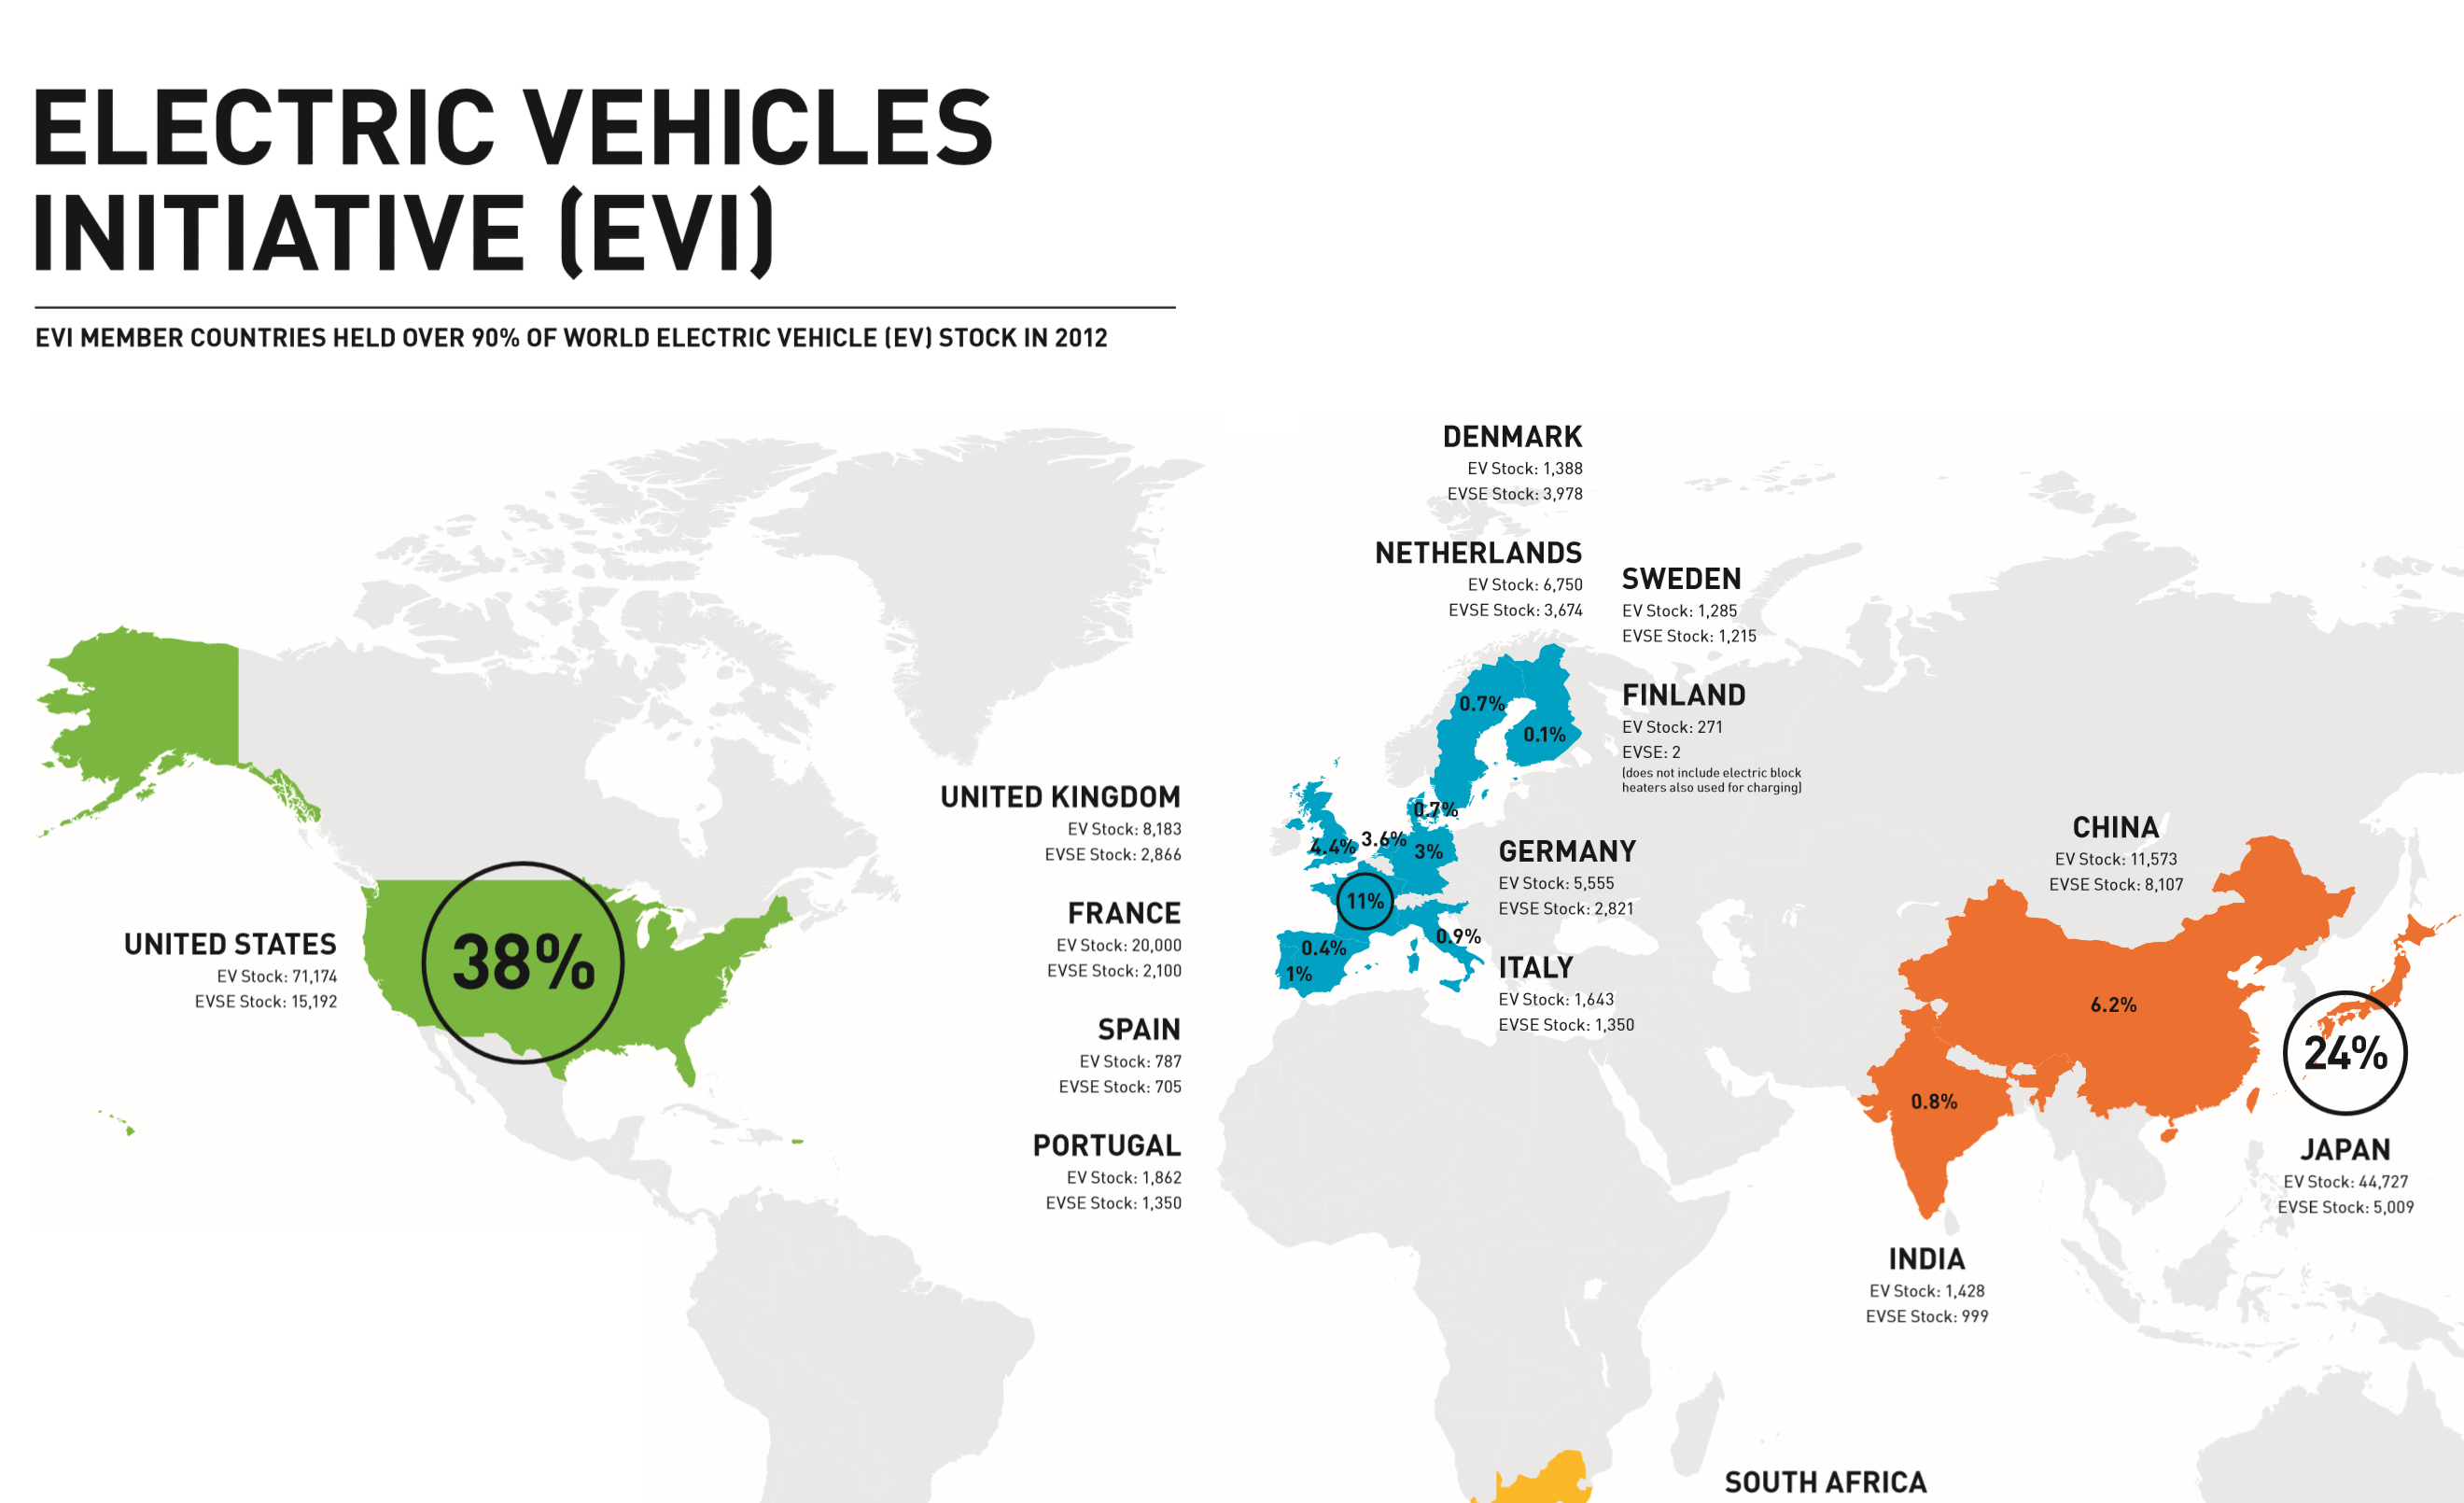 ELECTRIC VEHICLES
INITIATIVE (EVI)
EVI MEMBER COUNTRIES HELD OVER 90% OF WORLD ELECTRIC VEHICLE (EV) STOCK IN 2012
DENMARK
EV Stock: 1,388
EVSE Stock: 3,978
NETHERLANDS
EV Stock: 6,750
EVSE Stock: 3,674
SWEDEN
EV Stock: 1,285
EVSE Stock: 1,215
FINLAND
EV Stock: 271
EVSE: 2
(does not include electric block
heaters also used for charging)
0.7%
0.1%
0.7%
4.4%
3.6%
3%
11%
0.9%
0.4%
1%
UNITED KINGDOM
EV Stock: 8,183
EVSE Stock: 2,866
FRANCE
EV Stock: 20,000
EVSE Stock: 2,100
SPAIN
EV Stock: 787
EVSE Stock: 705
PORTUGAL
EV Stock: 1,862
EVSE Stock: 1,350
GERMANY
EV Stock: 5,555
EVSE Stock: 2,821
ITALY
EV Stock: 1,643
EVSE Stock: 1,350
UNITED STATES
EV Stock: 71,174
EVSE Stock: 15,192
38%
CHINA
EV Stock: 11,573
EVSE Stock: 8,107
6.2%
0.8%
24%
JAPAN
EV Stock: 44,727
EVSE Stock: 5,009
INDIA
EV Stock: 1,428
EVSE Stock: 999
SOUTH AFRICA